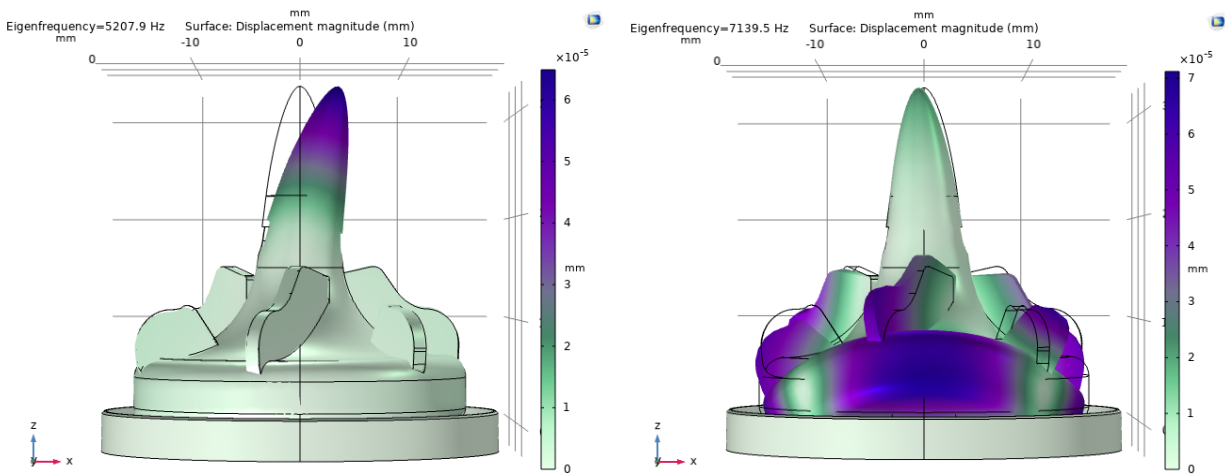 mm
Eigenfrequency=5207.9 Hz Surface: Displacement magnitude (mm)
mm
-10 0 10
0
×10⁻⁵
6
5
4
mm
3
2
1
0
z
y x
mm
Eigenfrequency=7139.5 Hz Surface: Displacement magnitude (mm)
mm
-10 0 10
0
×10⁻⁵
7
6
5
4
mm
3
2
1
0
z
y x